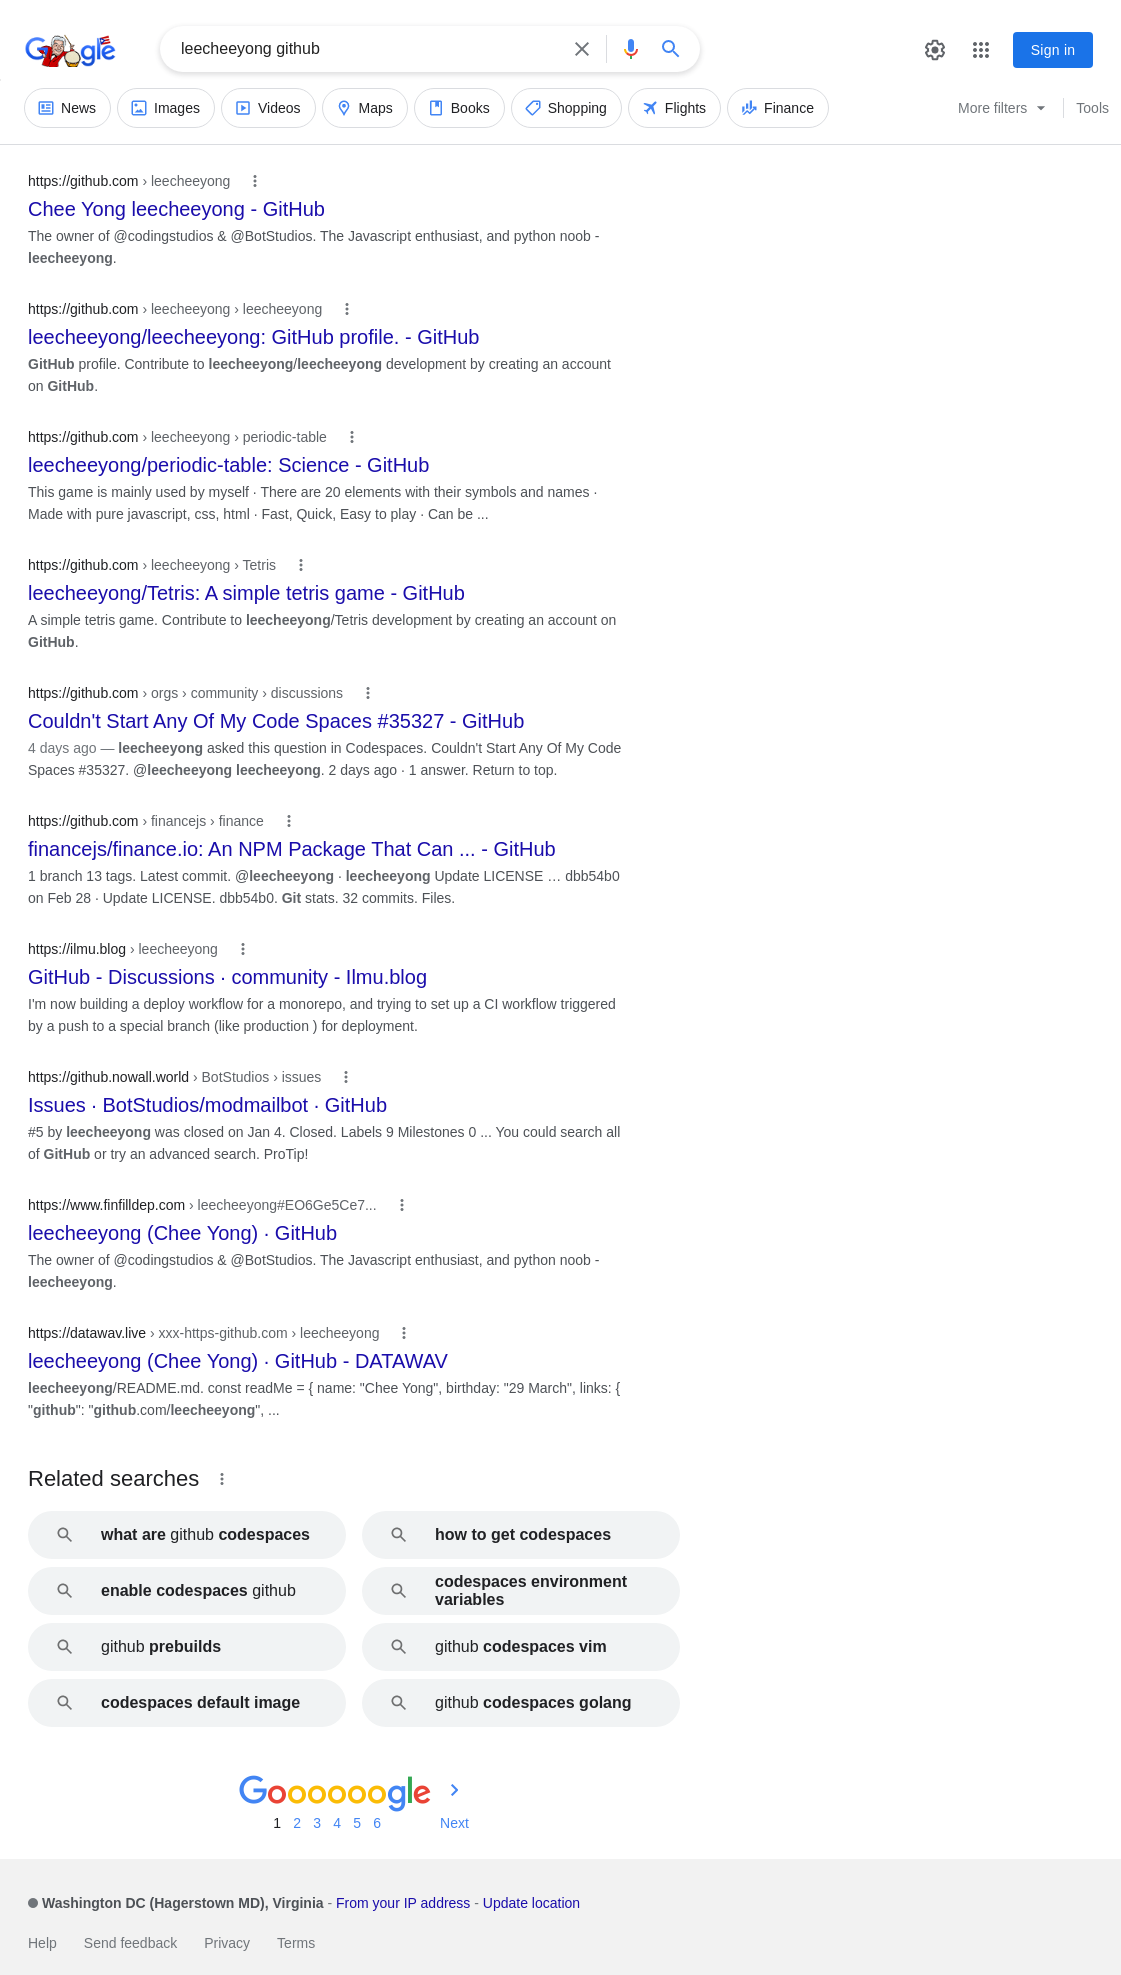 Google
leecheeyong github
Sign in
News Images Videos Maps Books Shopping Flights Finance More filters Tools
https://github.com › leecheeyong
Chee Yong leecheeyong - GitHub
The owner of @codingstudios & @BotStudios. The Javascript enthusiast, and python noob -
leecheeyong.
https://github.com › leecheeyong › leecheeyong
leecheeyong/leecheeyong: GitHub profile. - GitHub
GitHub profile. Contribute to leecheeyong/leecheeyong development by creating an account
on GitHub.
https://github.com › leecheeyong › periodic-table
leecheeyong/periodic-table: Science - GitHub
This game is mainly used by myself · There are 20 elements with their symbols and names ·
Made with pure javascript, css, html · Fast, Quick, Easy to play · Can be ...
https://github.com › leecheeyong › Tetris
leecheeyong/Tetris: A simple tetris game - GitHub
A simple tetris game. Contribute to leecheeyong/Tetris development by creating an account on
GitHub.
https://github.com › orgs › community › discussions
Couldn't Start Any Of My Code Spaces #35327 - GitHub
4 days ago — leecheeyong asked this question in Codespaces. Couldn't Start Any Of My Code
Spaces #35327. @leecheeyong leecheeyong. 2 days ago · 1 answer. Return to top.
https://github.com › financejs › finance
financejs/finance.io: An NPM Package That Can ... - GitHub
1 branch 13 tags. Latest commit. @leecheeyong · leecheeyong Update LICENSE … dbb54b0
on Feb 28 · Update LICENSE. dbb54b0. Git stats. 32 commits. Files.
https://ilmu.blog › leecheeyong
GitHub - Discussions · community - Ilmu.blog
I'm now building a deploy workflow for a monorepo, and trying to set up a CI workflow triggered
by a push to a special branch (like production ) for deployment.
https://github.nowall.world › BotStudios › issues
Issues · BotStudios/modmailbot · GitHub
#5 by leecheeyong was closed on Jan 4. Closed. Labels 9 Milestones 0 ... You could search all
of GitHub or try an advanced search. ProTip!
https://www.finfilldep.com › leecheeyong#EO6Ge5Ce7...
leecheeyong (Chee Yong) · GitHub
The owner of @codingstudios & @BotStudios. The Javascript enthusiast, and python noob -
leecheeyong.
https://datawav.live › xxx-https-github.com › leecheeyong
leecheeyong (Chee Yong) · GitHub - DATAWAV
leecheeyong/README.md. const readMe = { name: "Chee Yong", birthday: "29 March", links: {
"github": "github.com/leecheeyong", ...
Related searches
what are github codespaces
how to get codespaces
enable codespaces github
codespaces environment
variables
github prebuilds
github codespaces vim
codespaces default image
github codespaces golang
Goooooogle
1 2 3 4 5 6 Next
Washington DC (Hagerstown MD), Virginia - From your IP address - Update location
Help Send feedback Privacy Terms